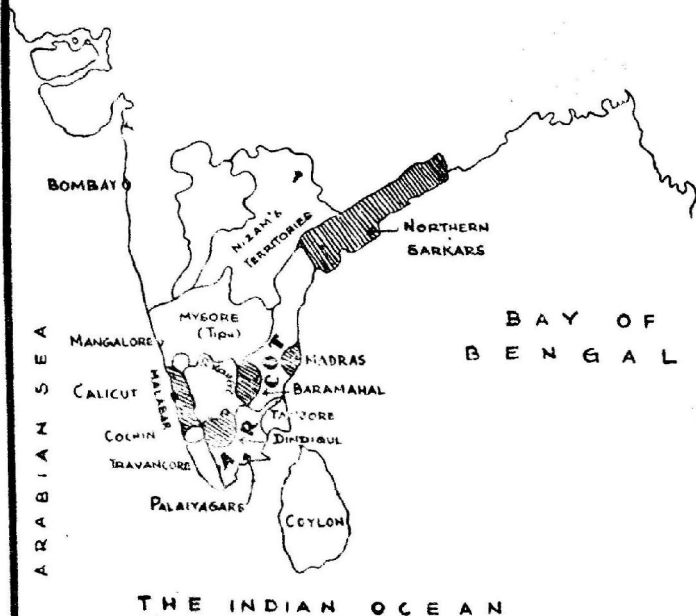 BOMBAY
NIZAM'S
TERRITORIES
NORTHERN
SARKARS
MYSORE
(TIPU)
BAY OF
BENGAL
MANGALORE
MADRAS
CALICUT
MALABAR
BARAMAHAL
COCHIN
TANJORE
DINDIGUL
TRAVANCORE
ARCOT
PALAIYAGARS
CEYLON
ARABIAN SEA
THE INDIAN OCEAN